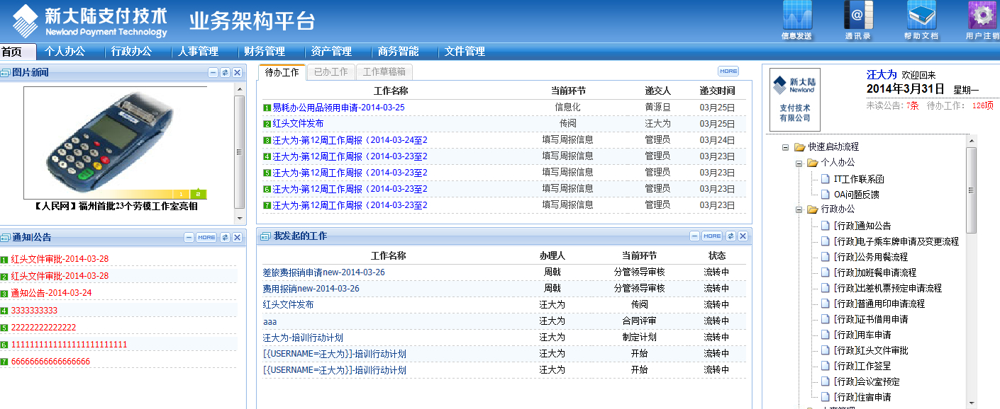 新大陆支付技术
Newland Payment Technology
业务架构平台
信息发送 通讯录 帮助文档 用户注销
首页 个人办公 行政办公 人事管理 财务管理 资产管理 商务智能 文件管理
图片新闻
1 2
【人民网】福州首批23个劳模工作室亮相
通知公告 MORE
1 红头文件审批-2014-03-28
2 红头文件审批-2014-03-28
3 通知公告-2014-03-24
4 3333333333
5 22222222222222
6 1111111111111111111111111
7 66666666666666666
待办工作 已办工作 工作草稿箱 MORE
工作名称 当前环节 递交人 递交时间
1 易耗办公用品领用申请-2014-03-25 信息化 黄源旦 03月25日
2 红头文件发布 传阅 汪大为 03月25日
3 汪大为-第12周工作周报（2014-03-24至2 填写周报信息 管理员 03月24日
4 汪大为-第12周工作周报（2014-03-23至2 填写周报信息 管理员 03月23日
5 汪大为-第12周工作周报（2014-03-23至2 填写周报信息 管理员 03月23日
6 汪大为-第12周工作周报（2014-03-23至2 填写周报信息 管理员 03月23日
7 汪大为-第12周工作周报（2014-03-23至2 填写周报信息 管理员 03月23日
我发起的工作 MORE
工作名称 办理人 当前环节 状态
差旅费报销申请new-2014-03-26 周戟 分管领导审核 流转中
费用报销new-2014-03-26 周戟 分管领导审核 流转中
红头文件发布 汪大为 传阅 流转中
aaa 汪大为 合同评审 流转中
汪大为-培训行动计划 汪大为 制定计划 流转中
[{USERNAME=汪大为}]-培训行动计划 汪大为 开始 流转中
[{USERNAME=汪大为}]-培训行动计划 汪大为 开始 流转中
新大陆
Newland
支付技术
有限公司
汪大为 欢迎回来
2014年3月31日 星期一
未读公告: 7条 待办工作: 126项
快速启动流程
个人办公
IT工作联系函
OA问题反馈
行政办公
[行政]通知公告
[行政]电子乘车牌申请及变更流程
[行政]公务用餐流程
[行政]加班餐申请流程
[行政]出差机票预定申请流程
[行政]普通用印申请流程
[行政]证书借用申请
[行政]用车申请
[行政]红头文件审批
[行政]工作签呈
[行政]会议室预定
[行政]住宿申请